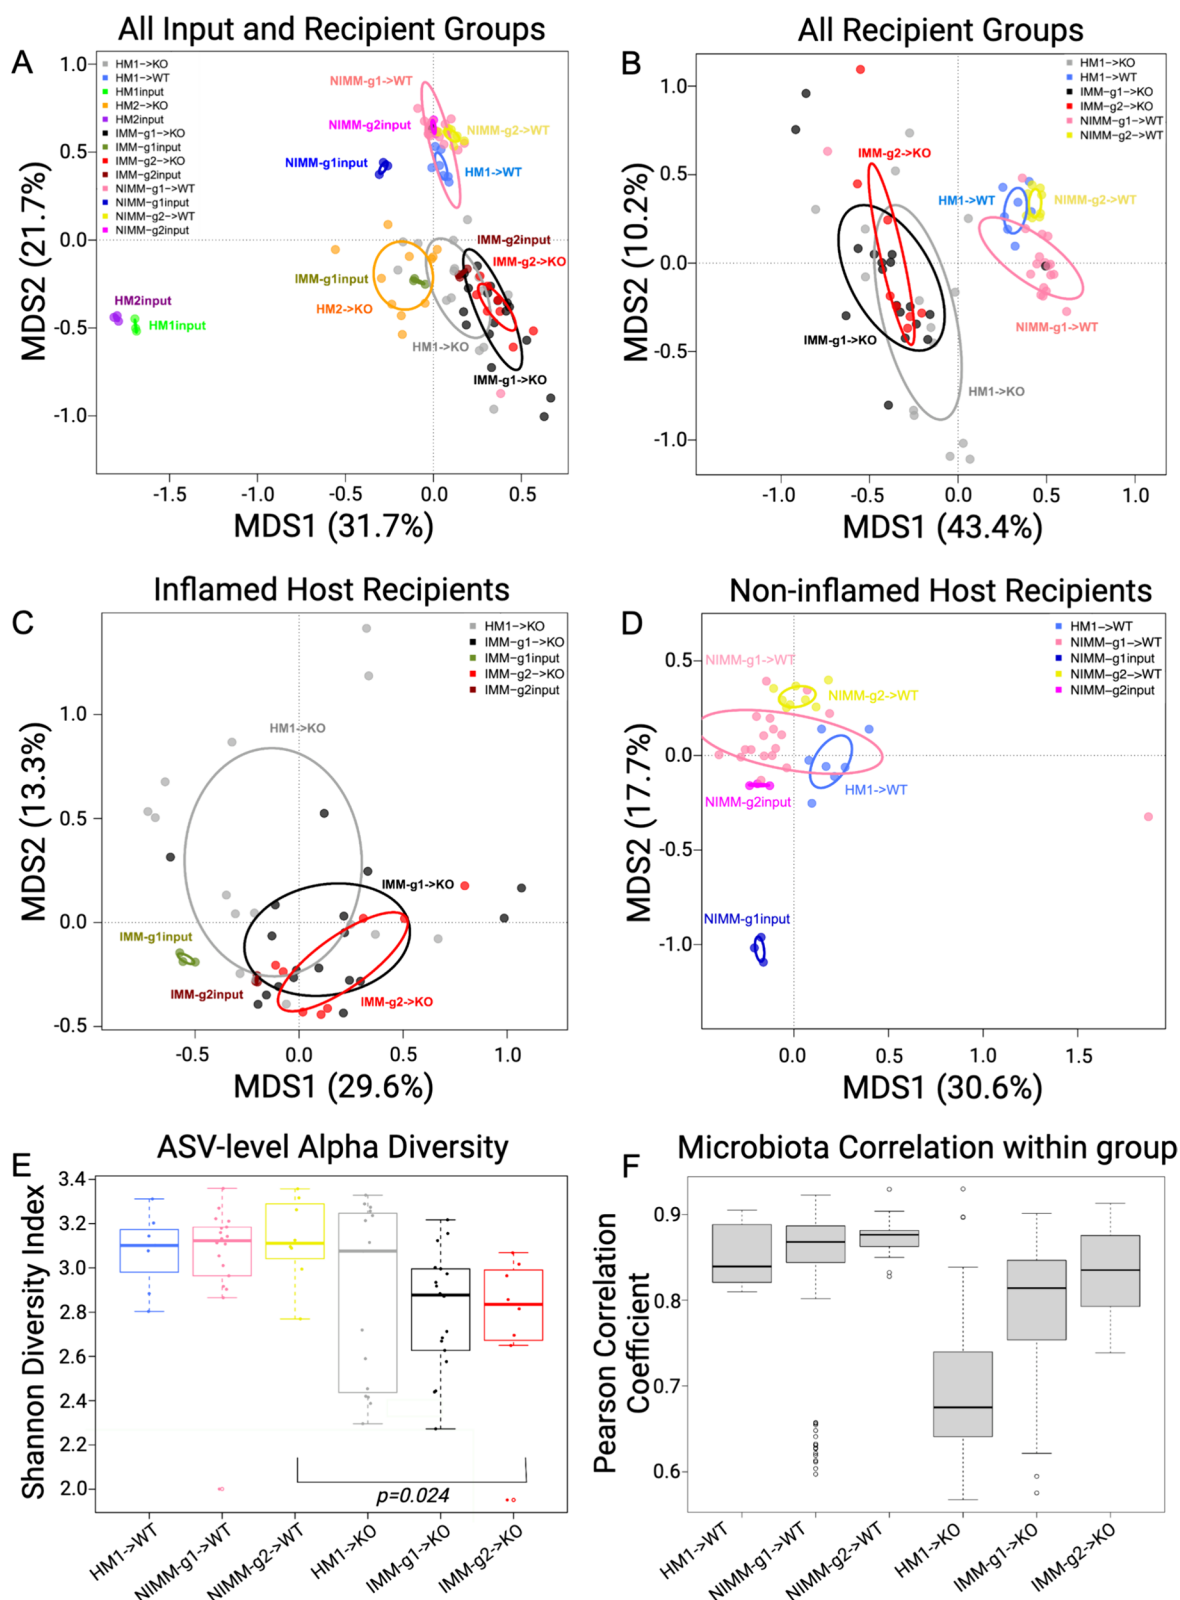 All Input and Recipient Groups
A
1.0
0.5
0.0
-0.5
-1.0
MDS2 (21.7%)
HM1->KO
HM1->WT
HM1input
HM2->KO
HM2input
IMM-g1->KO
IMM-g1input
IMM-g2->KO
IMM-g2input
NIMM-g1->WT
NIMM-g1input
NIMM-g2->WT
NIMM-g2input
NIMM-g1->WT
NIMM-g2input
NIMM-g2->WT
NIMM-g1input
HM1->WT
IMM-g2input
IMM-g2->KO
IMM-g1input
HM2input
HM1input
HM2->KO
HM1->KO
IMM-g1->KO
-1.5
-1.0
-0.5
0.0
0.5
MDS1 (31.7%)
All Recipient Groups
B
1.0
0.5
0.0
-0.5
-1.0
MDS2 (10.2%)
HM1->KO
HM1->WT
IMM-g1->KO
IMM-g2->KO
NIMM-g1->WT
NIMM-g2->WT
IMM-g2->KO
HM1->WT
NIMM-g2->WT
NIMM-g1->WT
IMM-g1->KO
HM1->KO
-1.0
-0.5
0.0
0.5
1.0
MDS1 (43.4%)
Inflamed Host Recipients
C
1.0
0.5
0.0
-0.5
MDS2 (13.3%)
HM1->KO
IMM-g1->KO
IMM-g1input
IMM-g2->KO
IMM-g2input
HM1->KO
IMM-g1->KO
IMM-g1input
IMM-g2input
IMM-g2->KO
-0.5
0.0
0.5
1.0
MDS1 (29.6%)
Non-inflamed Host Recipients
D
0.5
0.0
-0.5
-1.0
MDS2 (17.7%)
HM1->WT
NIMM-g1->WT
NIMM-g1input
NIMM-g2->WT
NIMM-g2input
NIMM-g1->WT
NIMM-g2->WT
HM1->WT
NIMM-g2input
NIMM-g1input
0.0
0.5
1.0
1.5
MDS1 (30.6%)
ASV-level Alpha Diversity
E
3.4
3.2
3.0
2.8
2.6
2.4
2.2
2.0
Shannon Diversity Index
p=0.024
HM1->WT
NIMM-g1->WT
NIMM-g2->WT
HM1->KO
IMM-g1->KO
IMM-g2->KO
Microbiota Correlation within group
F
0.9
0.8
0.7
0.6
Pearson Correlation
Coefficient
HM1->WT
NIMM-g1->WT
NIMM-g2->WT
HM1->KO
IMM-g1->KO
IMM-g2->KO